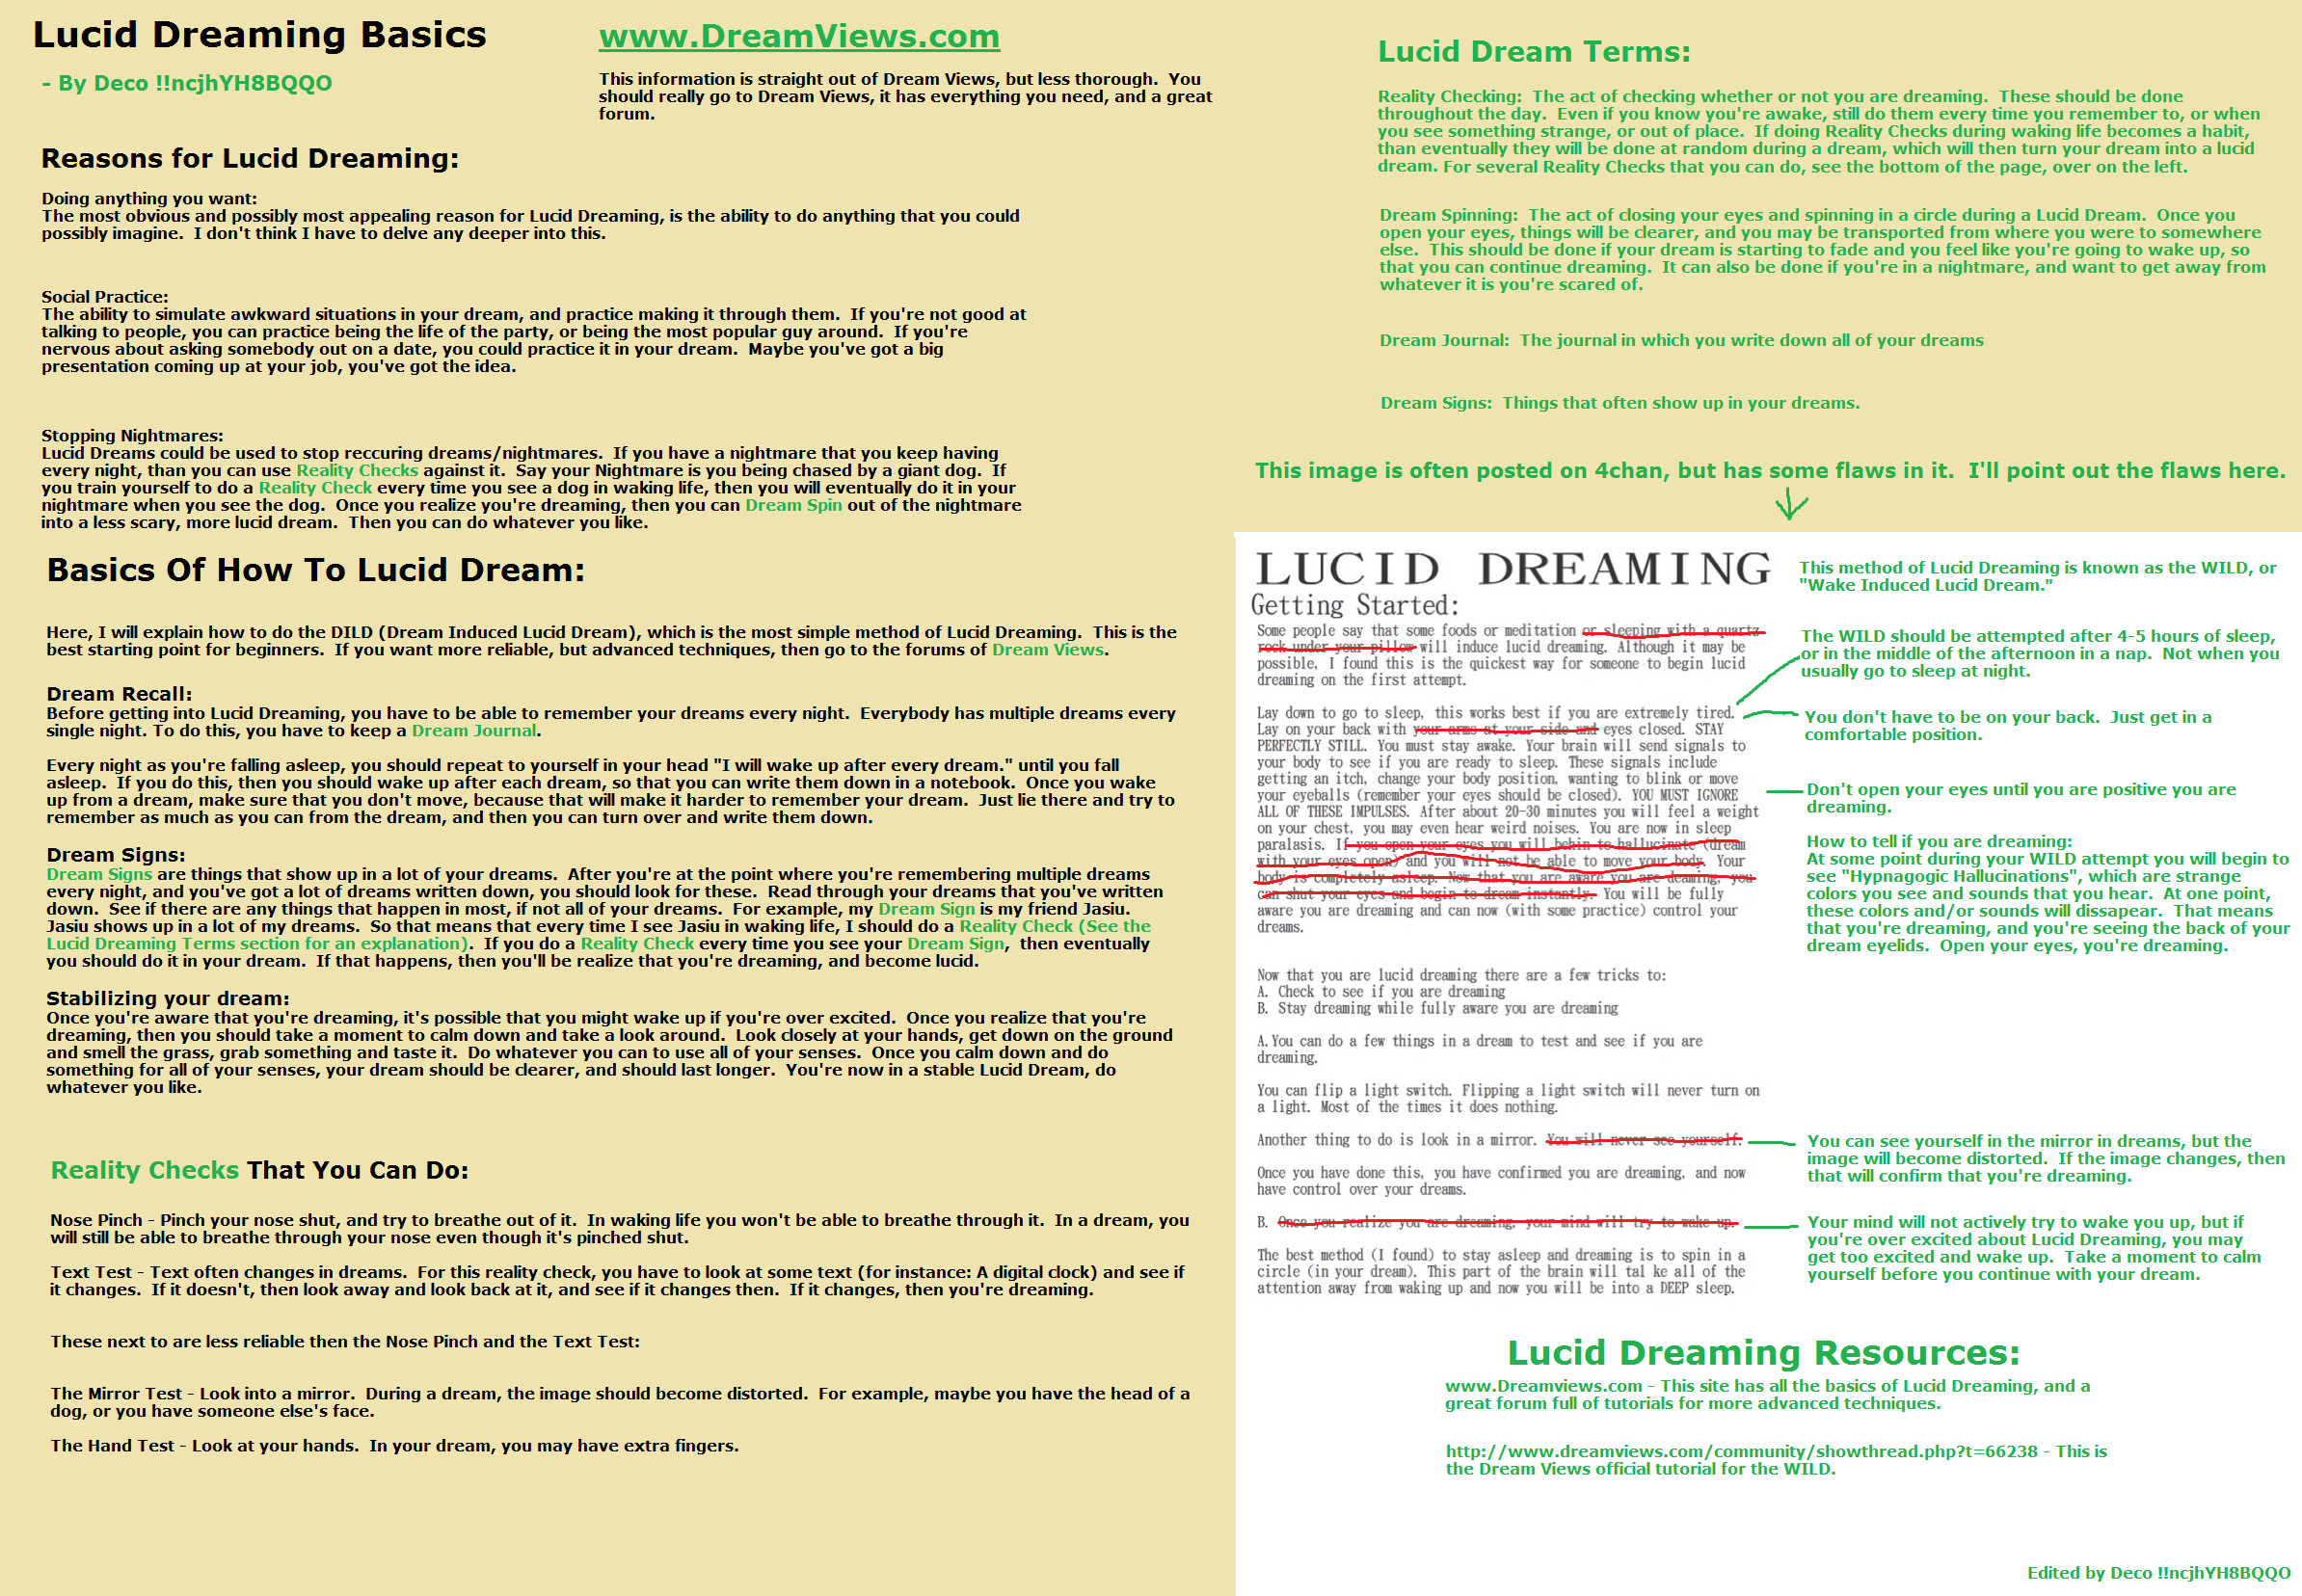 Lucid Dreaming Basics
- By Deco !!ncjhYH8BQQO
www.DreamViews.com
This information is straight out of Dream Views, but less thorough.  You
should really go to Dream Views, it has everything you need, and a great
forum.
Reasons for Lucid Dreaming:
Doing anything you want:
The most obvious and possibly most appealing reason for Lucid Dreaming, is the ability to do anything that you could
possibly imagine.  I don't think I have to delve any deeper into this.
Social Practice:
The ability to simulate awkward situations in your dream, and practice making it through them.  If you're not good at
talking to people, you can practice being the life of the party, or being the most popular guy around.  If you're
nervous about asking somebody out on a date, you could practice it in your dream.  Maybe you've got a big
presentation coming up at your job, you've got the idea.
Stopping Nightmares:
Lucid Dreams could be used to stop reccuring dreams/nightmares.  If you have a nightmare that you keep having
every night, than you can use Reality Checks against it.  Say your Nightmare is you being chased by a giant dog.  If
you train yourself to do a Reality Check every time you see a dog in waking life, then you will eventually do it in your
nightmare when you see the dog.  Once you realize you're dreaming, then you can Dream Spin out of the nightmare
into a less scary, more lucid dream.  Then you can do whatever you like.
Basics Of How To Lucid Dream:
Here, I will explain how to do the DILD (Dream Induced Lucid Dream), which is the most simple method of Lucid Dreaming.  This is the
best starting point for beginners.  If you want more reliable, but advanced techniques, then go to the forums of Dream Views.
Dream Recall:
Before getting into Lucid Dreaming, you have to be able to remember your dreams every night.  Everybody has multiple dreams every
single night. To do this, you have to keep a Dream Journal.
Every night as you're falling asleep, you should repeat to yourself in your head "I will wake up after every dream." until you fall
asleep.  If you do this, then you should wake up after each dream, so that you can write them down in a notebook.  Once you wake
up from a dream, make sure that you don't move, because that will make it harder to remember your dream.  Just lie there and try to
remember as much as you can from the dream, and then you can turn over and write them down.
Dream Signs:
Dream Signs are things that show up in a lot of your dreams.  After you're at the point where you're remembering multiple dreams
every night, and you've got a lot of dreams written down, you should look for these.  Read through your dreams that you've written
down.  See if there are any things that happen in most, if not all of your dreams.  For example, my Dream Sign is my friend Jasiu.
Jasiu shows up in a lot of my dreams.  So that means that every time I see Jasiu in waking life, I should do a Reality Check (See the
Lucid Dreaming Terms section for an explanation).  If you do a Reality Check every time you see your Dream Sign,  then eventually
you should do it in your dream.  If that happens, then you'll be realize that you're dreaming, and become lucid.
Stabilizing your dream:
Once you're aware that you're dreaming, it's possible that you might wake up if you're over excited.  Once you realize that you're
dreaming, then you should take a moment to calm down and take a look around.  Look closely at your hands, get down on the ground
and smell the grass, grab something and taste it.  Do whatever you can to use all of your senses.  Once you calm down and do
something for all of your senses, your dream should be clearer, and should last longer.  You're now in a stable Lucid Dream, do
whatever you like.
Reality Checks That You Can Do:
Nose Pinch - Pinch your nose shut, and try to breathe out of it.  In waking life you won't be able to breathe through it.  In a dream, you
will still be able to breathe through your nose even though it's pinched shut.
Text Test - Text often changes in dreams.  For this reality check, you have to look at some text (for instance: A digital clock) and see if
it changes.  If it doesn't, then look away and look back at it, and see if it changes then.  If it changes, then you're dreaming.
These next to are less reliable then the Nose Pinch and the Text Test:
The Mirror Test - Look into a mirror.  During a dream, the image should become distorted.  For example, maybe you have the head of a
dog, or you have someone else's face.
The Hand Test - Look at your hands.  In your dream, you may have extra fingers.
Lucid Dream Terms:
Reality Checking:  The act of checking whether or not you are dreaming.  These should be done
throughout the day.  Even if you know you're awake, still do them every time you remember to, or when
you see something strange, or out of place.  If doing Reality Checks during waking life becomes a habit,
than eventually they will be done at random during a dream, which will then turn your dream into a lucid
dream. For several Reality Checks that you can do, see the bottom of the page, over on the left.
Dream Spinning:  The act of closing your eyes and spinning in a circle during a Lucid Dream.  Once you
open your eyes, things will be clearer, and you may be transported from where you were to somewhere
else.  This should be done if your dream is starting to fade and you feel like you're going to wake up, so
that you can continue dreaming.  It can also be done if you're in a nightmare, and want to get away from
whatever it is you're scared of.
Dream Journal:  The journal in which you write down all of your dreams
Dream Signs:  Things that often show up in your dreams.
This image is often posted on 4chan, but has some flaws in it.  I'll point out the flaws here.
LUCID DREAMING
Getting Started:
Some people say that some foods or meditation or sleeping with a quartz
rock under your pillow will induce lucid dreaming. Although it may be
possible, I found this is the quickest way for someone to begin lucid
dreaming on the first attempt.
Lay down to go to sleep, this works best if you are extremely tired.
Lay on your back with your arms at your side and eyes closed. STAY
PERFECTLY STILL. You must stay awake. Your brain will send signals to
your body to see if you are ready to sleep. These signals include
getting an itch, change your body position, wanting to blink or move
your eyeballs (remember your eyes should be closed). YOU MUST IGNORE
ALL OF THESE IMPULSES. After about 20-30 minutes you will feel a weight
on your chest, you may even hear weird noises. You are now in sleep
paralasis. If you open your eyes you will behin to hallucinate (dream
with your eyes open) and you will not be able to move your body. Your
body is completely asleep. Now that you are aware you are deaming, you
can shut your eyes and begin to dream instantly. You will be fully
aware you are dreaming and can now (with some practice) control your
dreams.
Now that you are lucid dreaming there are a few tricks to:
A. Check to see if you are dreaming
B. Stay dreaming while fully aware you are dreaming
A.You can do a few things in a dream to test and see if you are
dreaming.
You can flip a light switch. Flipping a light switch will never turn on
a light. Most of the times it does nothing.
Another thing to do is look in a mirror. You will never see yourself.
Once you have done this, you have confirmed you are dreaming, and now
have control over your dreams.
B. Once you realize you are dreaming, your mind will try to wake up.
The best method (I found) to stay asleep and dreaming is to spin in a
circle (in your dream). This part of the brain will tal ke all of the
attention away from waking up and now you will be into a DEEP sleep.
This method of Lucid Dreaming is known as the WILD, or
"Wake Induced Lucid Dream."
The WILD should be attempted after 4-5 hours of sleep,
or in the middle of the afternoon in a nap.  Not when you
usually go to sleep at night.
You don't have to be on your back.  Just get in a
comfortable position.
Don't open your eyes until you are positive you are
dreaming.
How to tell if you are dreaming:
At some point during your WILD attempt you will begin to
see "Hypnagogic Hallucinations", which are strange
colors you see and sounds that you hear.  At one point,
these colors and/or sounds will dissapear.  That means
that you're dreaming, and you're seeing the back of your
dream eyelids.  Open your eyes, you're dreaming.
You can see yourself in the mirror in dreams, but the
image will become distorted.  If the image changes, then
that will confirm that you're dreaming.
Your mind will not actively try to wake you up, but if
you're over excited about Lucid Dreaming, you may
get too excited and wake up.  Take a moment to calm
yourself before you continue with your dream.
Lucid Dreaming Resources:
www.Dreamviews.com - This site has all the basics of Lucid Dreaming, and a
great forum full of tutorials for more advanced techniques.
http://www.dreamviews.com/community/showthread.php?t=66238 - This is
the Dream Views official tutorial for the WILD.
Edited by Deco !!ncjhYH8BQQO